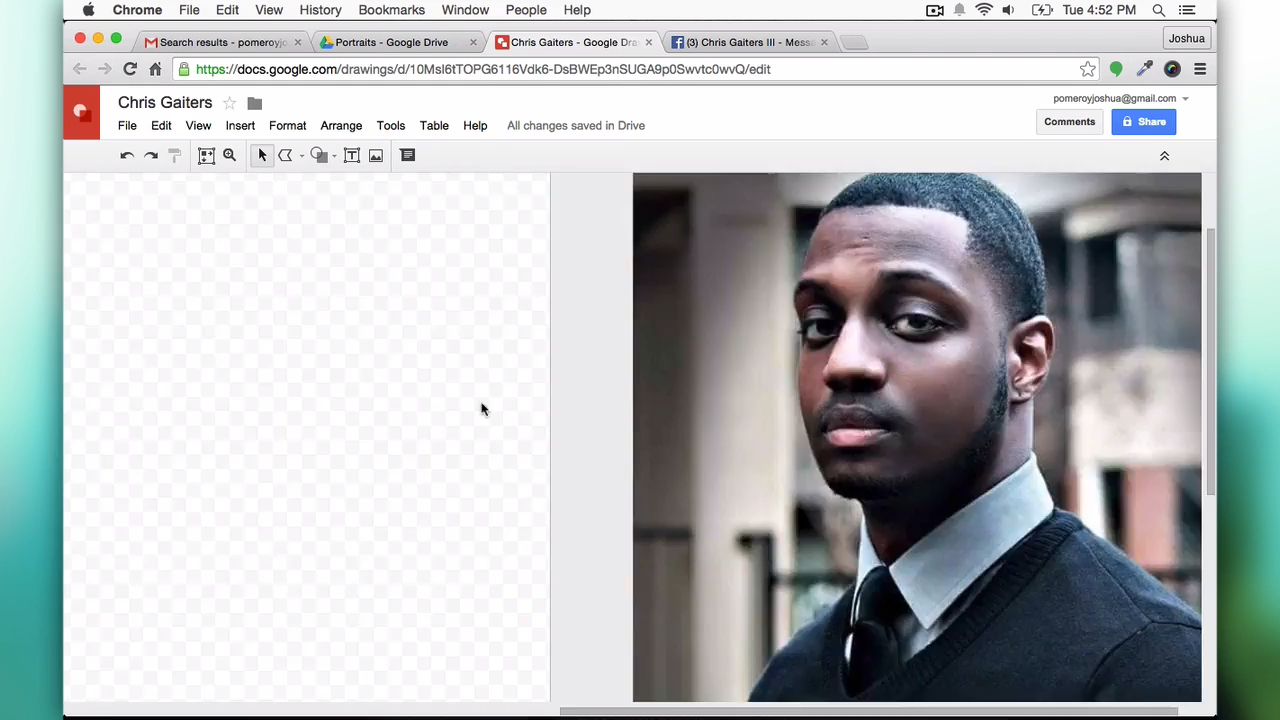 Chrome File Edit View History Bookmarks Window People Help Tue 4:52 PM
Search results - pomeroyjo Portraits - Google Drive Chris Gaiters - Google Dra (3) Chris Gaiters III - Messa Joshua
https://docs.google.com/drawings/d/10Msl6tTOPG6116Vdk6-DsBWEp3nSUGA9p0Swvtc0wvQ/edit
Chris Gaiters pomeroyjoshua@gmail.com
File Edit View Insert Format Arrange Tools Table Help All changes saved in Drive Comments Share